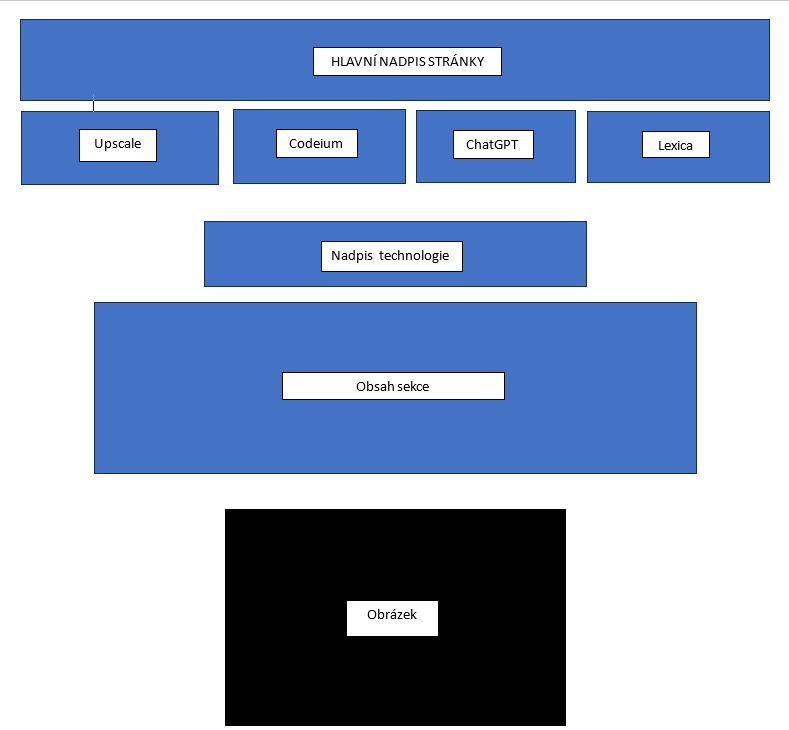 HLAVNÍ NADPIS STRÁNKY
Upscale
Codeium
ChatGPT
Lexica
Nadpis technologie
Obsah sekce
Obrázek